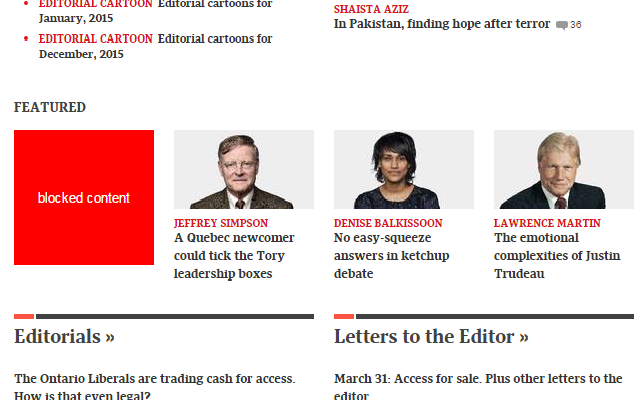 EDITORIAL CARTOON Editorial cartoons for
January, 2015
EDITORIAL CARTOON Editorial cartoons for
December, 2015
SHAISTA AZIZ
In Pakistan, finding hope after terror 36
FEATURED
blocked content
JEFFREY SIMPSON
A Quebec newcomer
could tick the Tory
leadership boxes
DENISE BALKISSOON
No easy-squeeze
answers in ketchup
debate
LAWRENCE MARTIN
The emotional
complexities of Justin
Trudeau
Editorials »
The Ontario Liberals are trading cash for access.
How is that even legal?
Letters to the Editor »
March 31: Access for sale. Plus other letters to the
editor